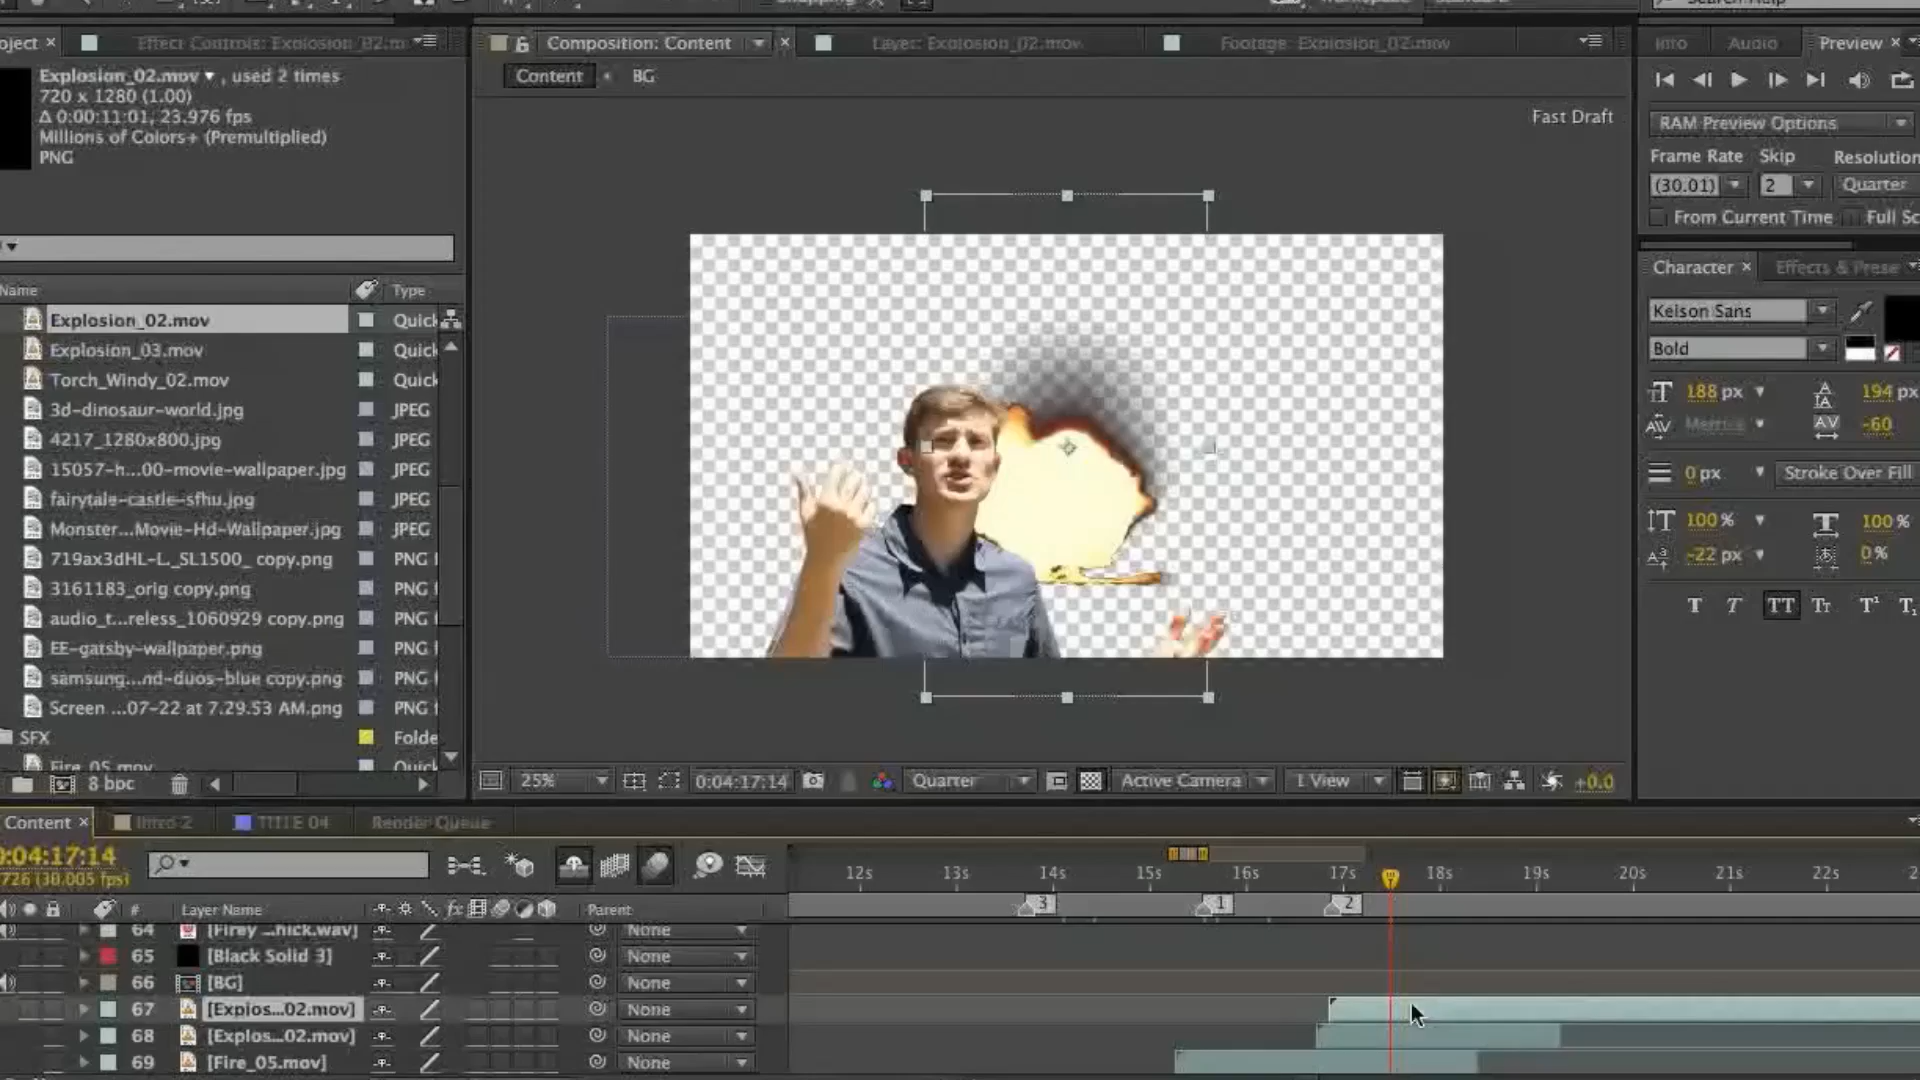 Effect Controls: Explosion_02.m
Composition: Content
Layer: Explosion_02.mov
Footage: Explosion_02.mov
Info
Audio
Preview
Explosion_02.mov ▼ , used 2 times
720 x 1280 (1.00)
Δ 0:00:11:01, 23.976 fps
Millions of Colors+ (Premultiplied)
PNG
Content
BG
Fast Draft
RAM Preview Options
Frame Rate Skip Resolution
(30.01) 2 Quarter
From Current Time Full Sc
Character
Effects & Prese
Kelson Sans
Bold
188 px
194 px
Metrics
-60
0 px
Stroke Over Fill
100 %
100 %
-22 px
0 %
Name
Type
Explosion_02.mov Quick
Explosion_03.mov Quick
Torch_Windy_02.mov Quick
3d-dinosaur-world.jpg JPEG
4217_1280x800.jpg JPEG
15057-h...00-movie-wallpaper.jpg JPEG
fairytale-castle-sfhu.jpg JPEG
Monster...Movie-Hd-Wallpaper.jpg JPEG
719ax3dHL-L._SL1500_ copy.png PNG
3161183_orig copy.png PNG
audio_t...reless_1060929 copy.png PNG
EE-gatsby-wallpaper.png PNG
samsung...nd-duos-blue copy.png PNG
Screen ...07-22 at 7.29.53 AM.png PNG
SFX Folde
Fire_05.mov Quick
8 bpc
25%
0:04:17:14
Quarter
Active Camera
1 View
+0.0
Content
Intro 2
TITLE 04
Render Queue
0:04:17:14
726 (30.005 fps)
12s 13s 14s 15s 16s 17s 18s 19s 20s 21s 22s
# Layer Name
Parent
3
1
2
64 [Firey ...hick.wav] None
65 [Black Solid 3] None
66 [BG] None
67 [Explos...02.mov] None
68 [Explos...02.mov] None
69 [Fire_05.mov] None